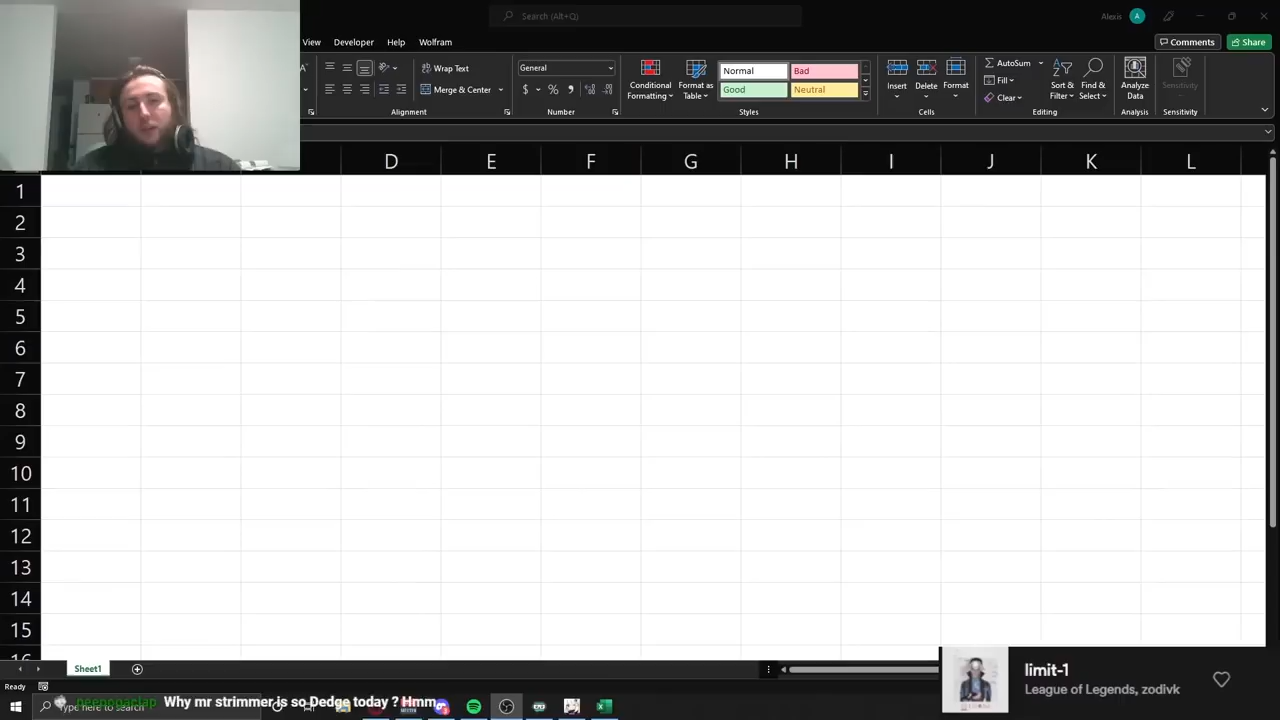 Search (Alt+Q)
Alexis
A
View Developer Help Wolfram
Comments
Share
Wrap Text
Merge & Center
Alignment
General
$ % ,
Number
Conditional Formatting
Format as Table
Normal
Bad
Good
Neutral
Styles
Insert
Delete
Format
Cells
AutoSum
Fill
Clear
Sort & Filter
Find & Select
Editing
Analyze Data
Analysis
Sensitivity
Sensitivity
D E F G H I J K L
1
2
3
4
5
6
7
8
9
10
11
12
13
14
15
16
Sheet1
Ready
Why mr strimmer is so Dedge today ? Hmm
Type here to search
limit-1
League of Legends, zodivk